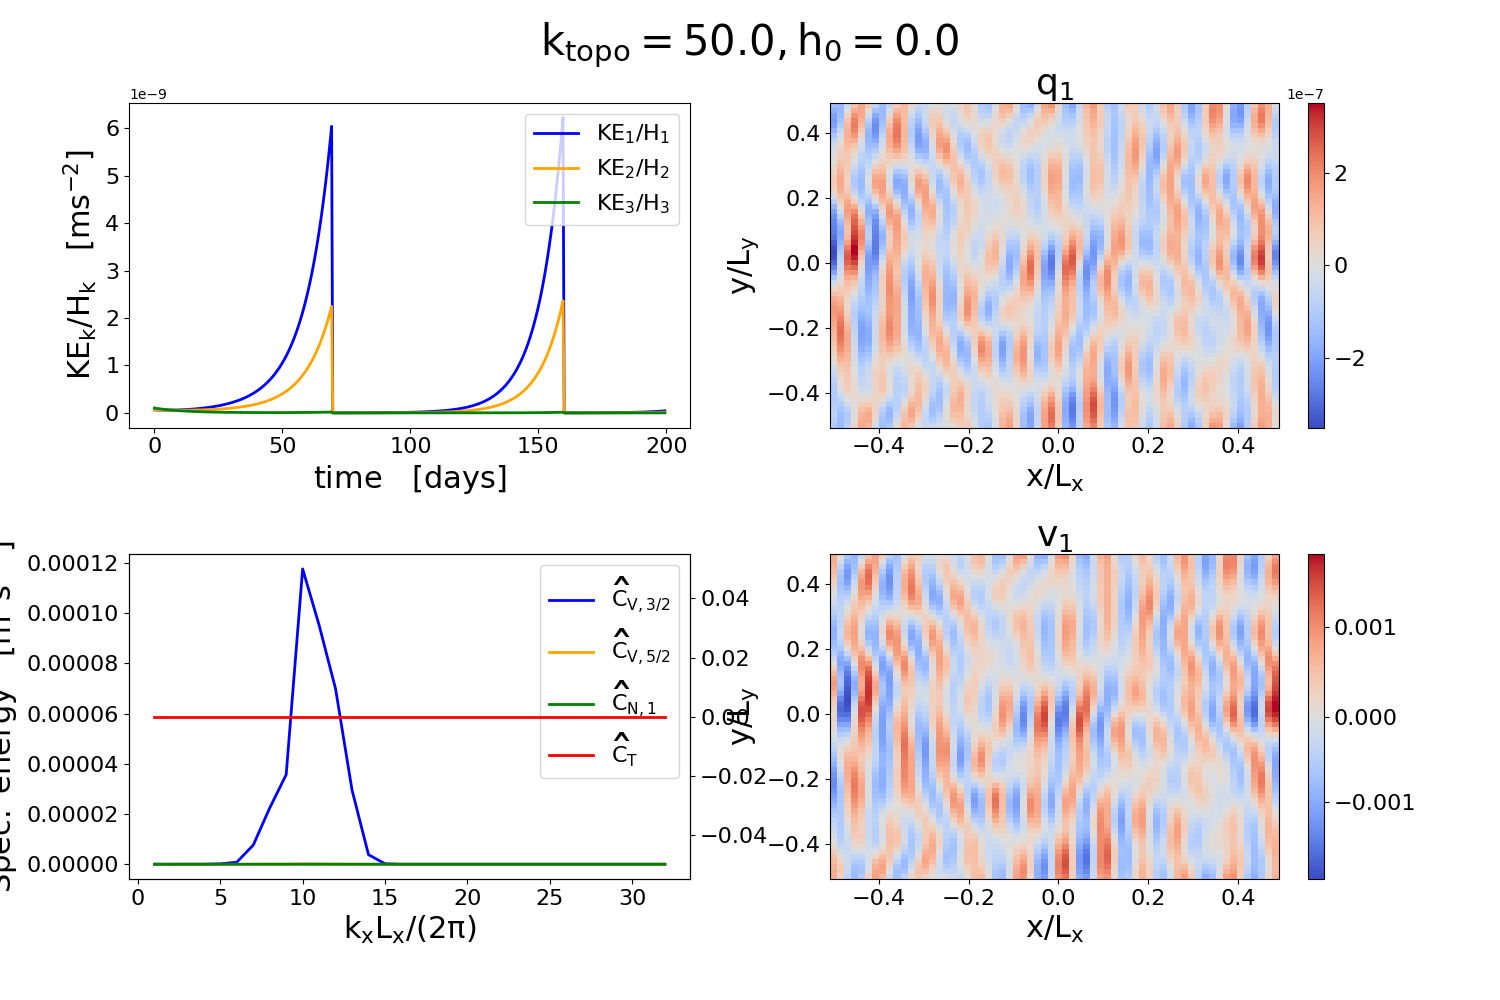 k_topo = 50.0, h_0 = 0.0
1e−9
KE_k/H_k [ms^−2]
6
5
4
3
2
1
0
KE_1/H_1
KE_2/H_2
KE_3/H_3
0 50 100 150 200
time [days]
q_1
1e−7
y/L_y
0.4
0.2
0.0
−0.2
−0.4
−0.4 −0.2 0.0 0.2 0.4
x/L_x
2
0
−2
Spec. energy
0.00012
0.00010
0.00008
0.00006
0.00004
0.00002
0.00000
Ĉ_V,3/2
Ĉ_V,5/2
Ĉ_N,1
Ĉ_T
0.04
0.02
0.00
−0.02
−0.04
0 5 10 15 20 25 30
k_xL_x/(2π)
v_1
y/L_y
0.4
0.2
0.0
−0.2
−0.4
−0.4 −0.2 0.0 0.2 0.4
x/L_x
0.001
0.000
−0.001